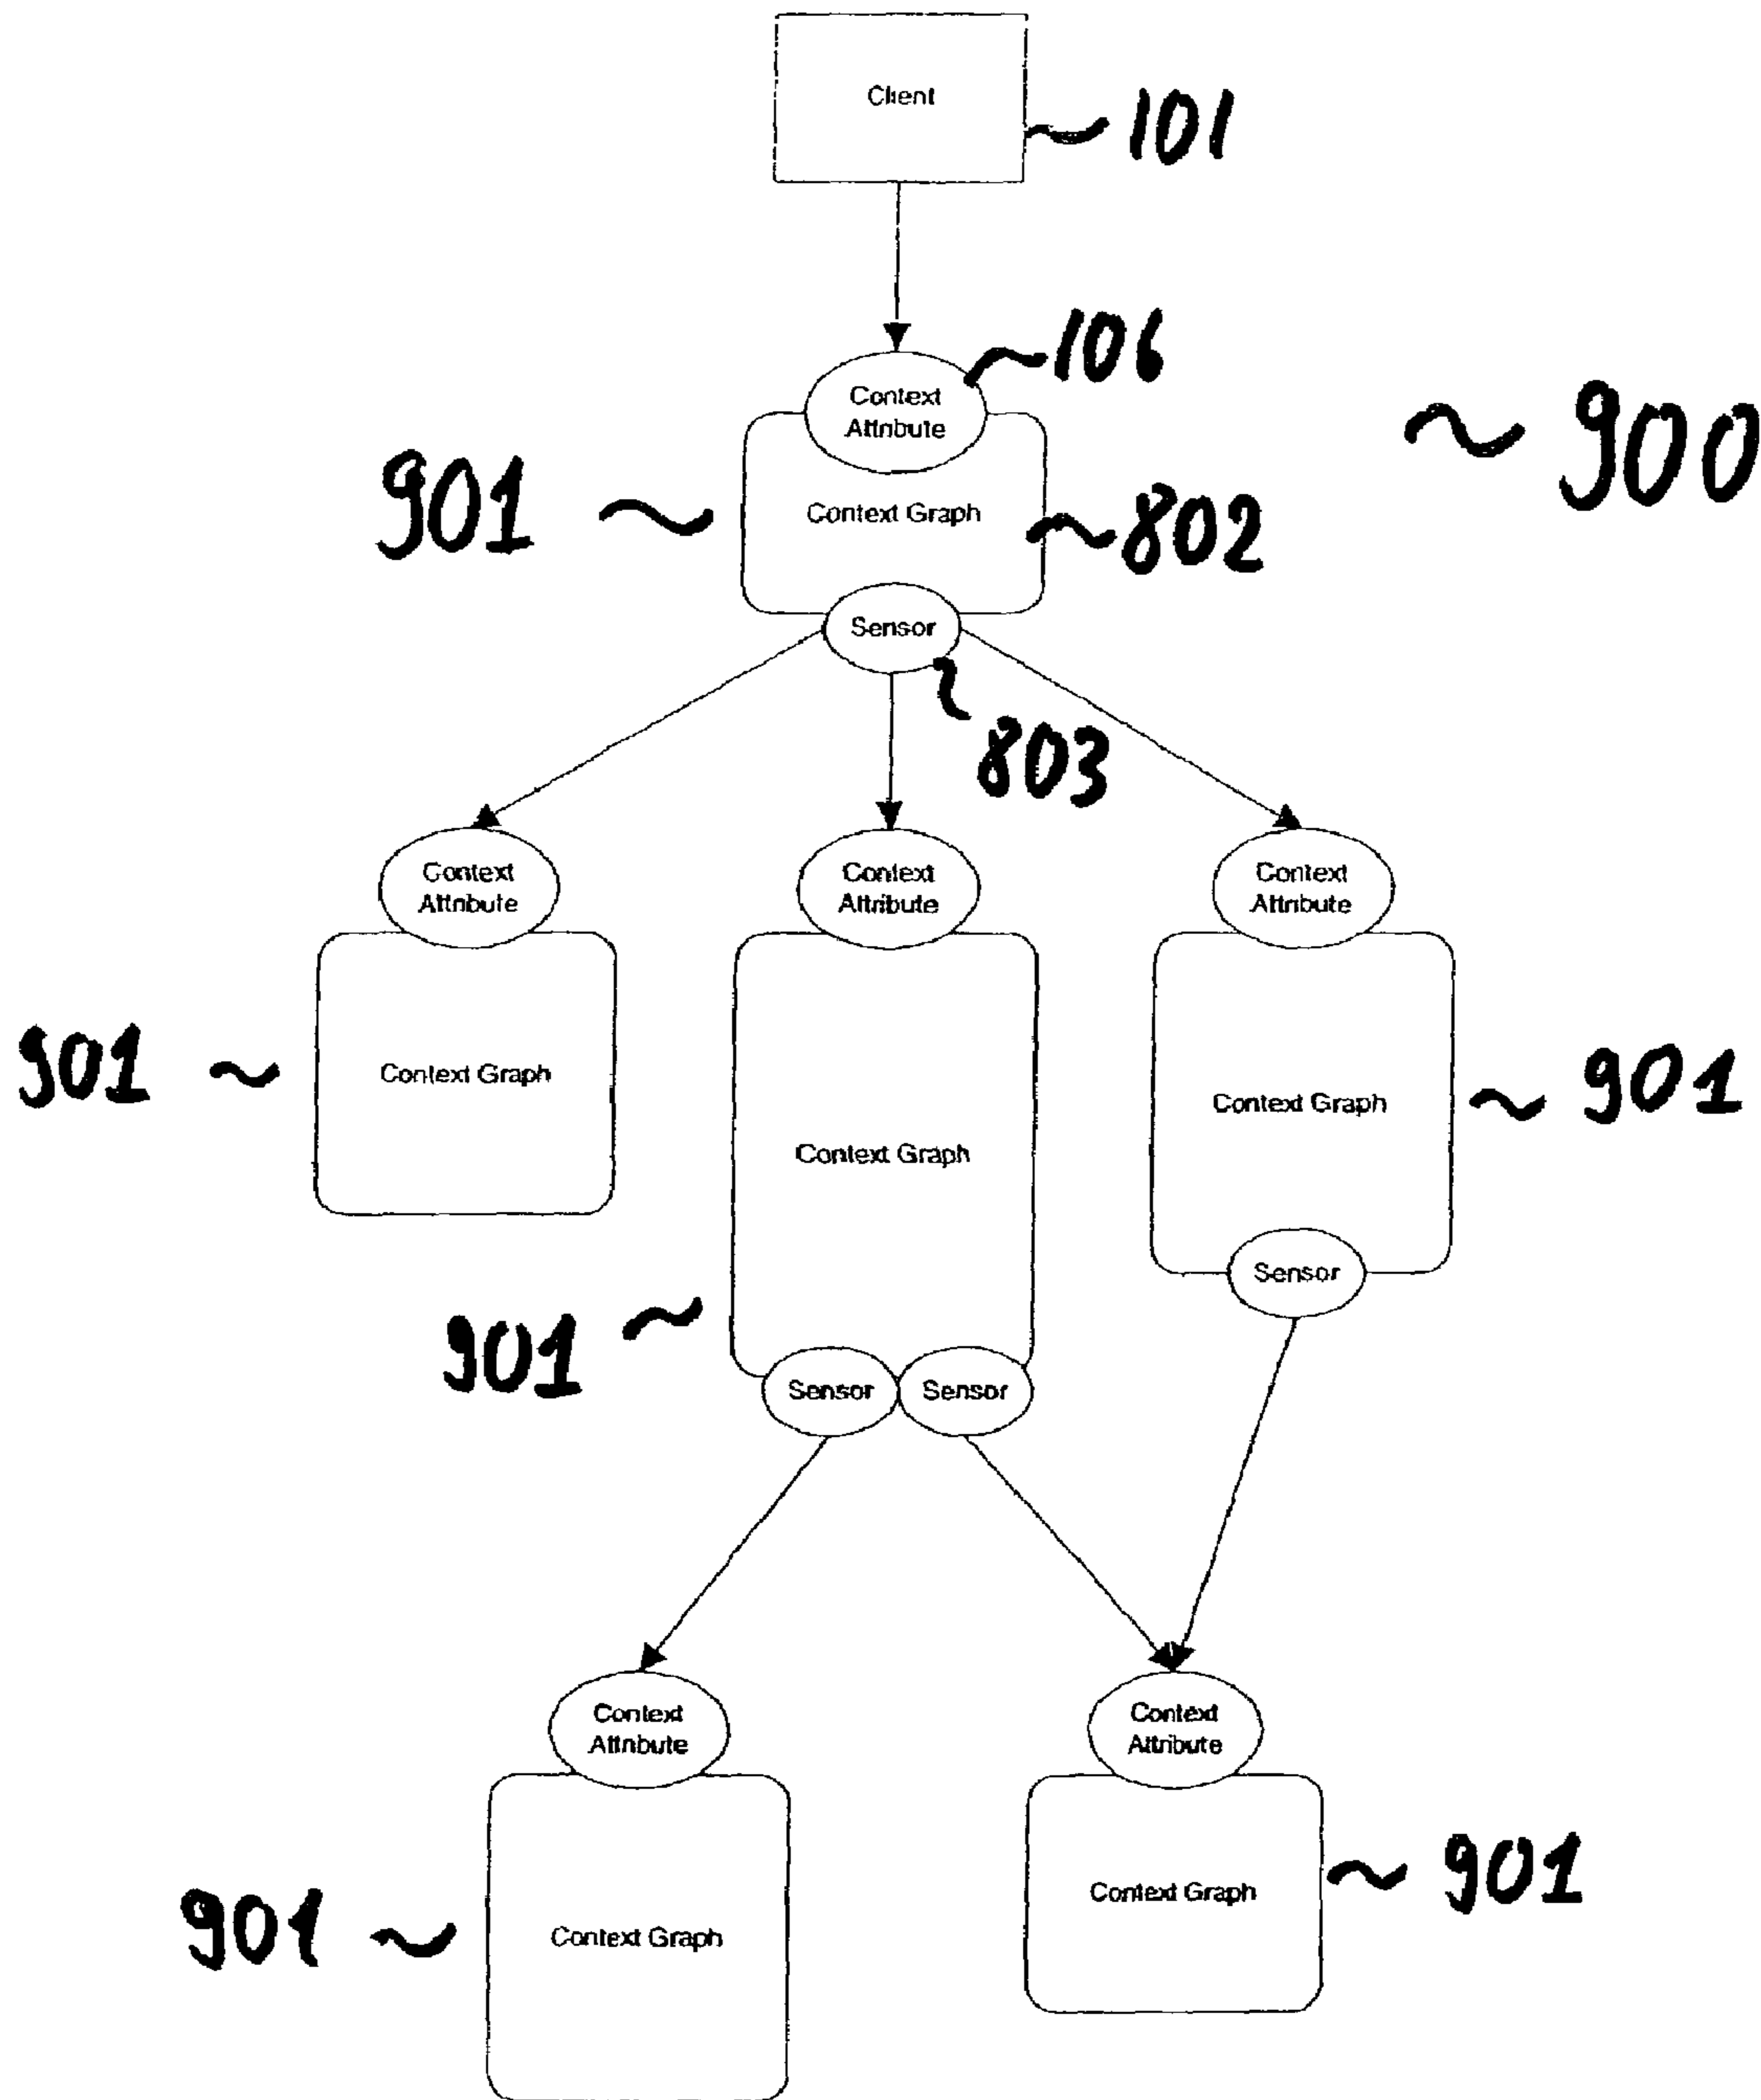 Client
101
106
Context
Attribute
900
901
Context Graph
802
Sensor
803
Context
Attribute
Context
Attribute
Context
Attribute
901
Context Graph
Context Graph
901
Context Graph
Sensor
901
Sensor
Sensor
Context
Attribute
Context
Attribute
901
Context Graph
Context Graph
901